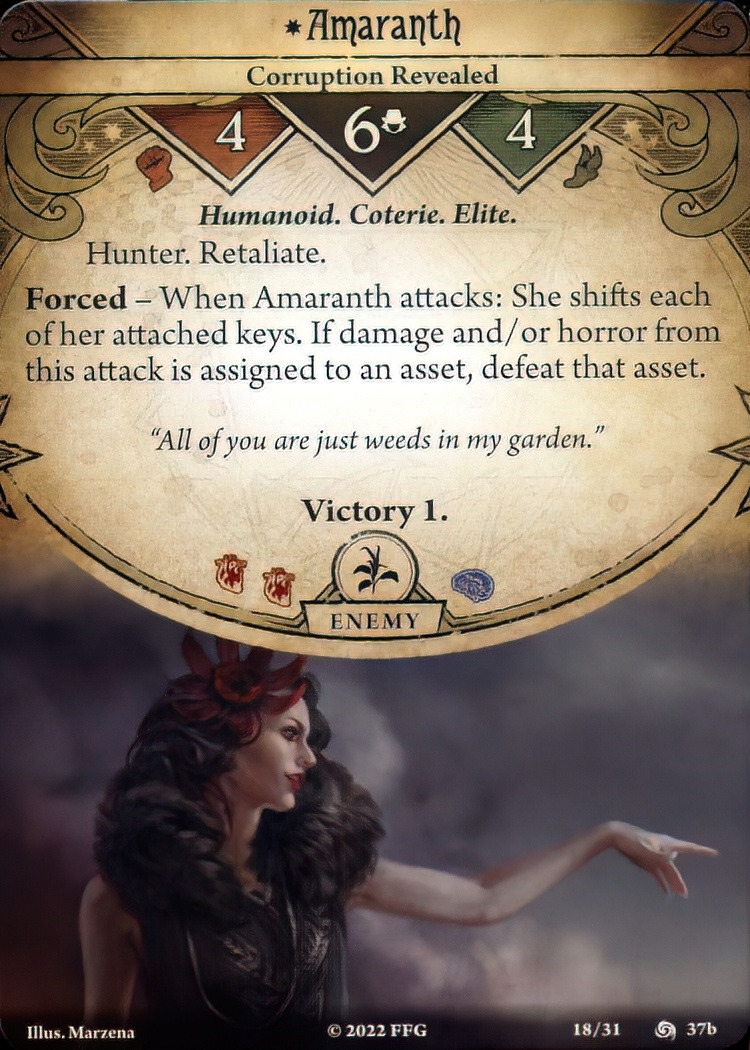 Amaranth
Corruption Revealed
4 6 4
Humanoid. Coterie. Elite.
Hunter. Retaliate.
Forced – When Amaranth attacks: She shifts each
of her attached keys. If damage and/or horror from
this attack is assigned to an asset, defeat that asset.
“All of you are just weeds in my garden.”
Victory 1.
ENEMY
Illus. Marzena © 2022 FFG 18/31 37b